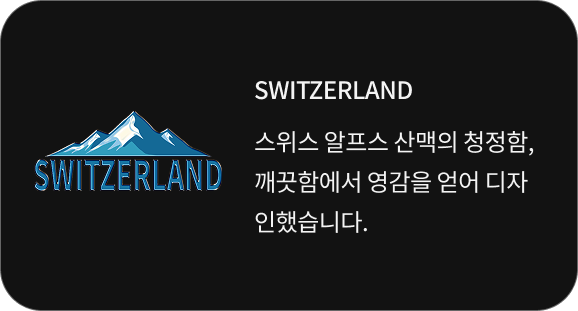 SWITZERLAND
SWITZERLAND
스위스 알프스 산맥의 청정함,
깨끗함에서 영감을 얻어 디자
인했습니다.